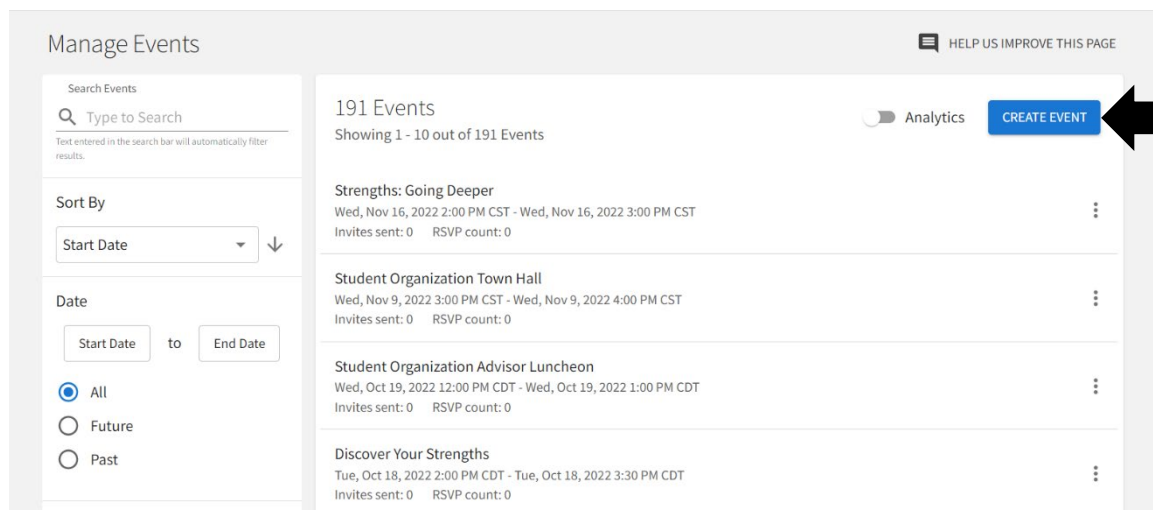 Manage Events
HELP US IMPROVE THIS PAGE
Search Events
Type to Search
Text entered in the search bar will automatically filter
results.
Sort By
Start Date
Date
Start Date to End Date
All
Future
Past
191 Events
Showing 1 - 10 out of 191 Events
Analytics
CREATE EVENT
Strengths: Going Deeper
Wed, Nov 16, 2022 2:00 PM CST - Wed, Nov 16, 2022 3:00 PM CST
Invites sent: 0 RSVP count: 0
Student Organization Town Hall
Wed, Nov 9, 2022 3:00 PM CST - Wed, Nov 9, 2022 4:00 PM CST
Invites sent: 0 RSVP count: 0
Student Organization Advisor Luncheon
Wed, Oct 19, 2022 12:00 PM CDT - Wed, Oct 19, 2022 1:00 PM CDT
Invites sent: 0 RSVP count: 0
Discover Your Strengths
Tue, Oct 18, 2022 2:00 PM CDT - Tue, Oct 18, 2022 3:30 PM CDT
Invites sent: 0 RSVP count: 0